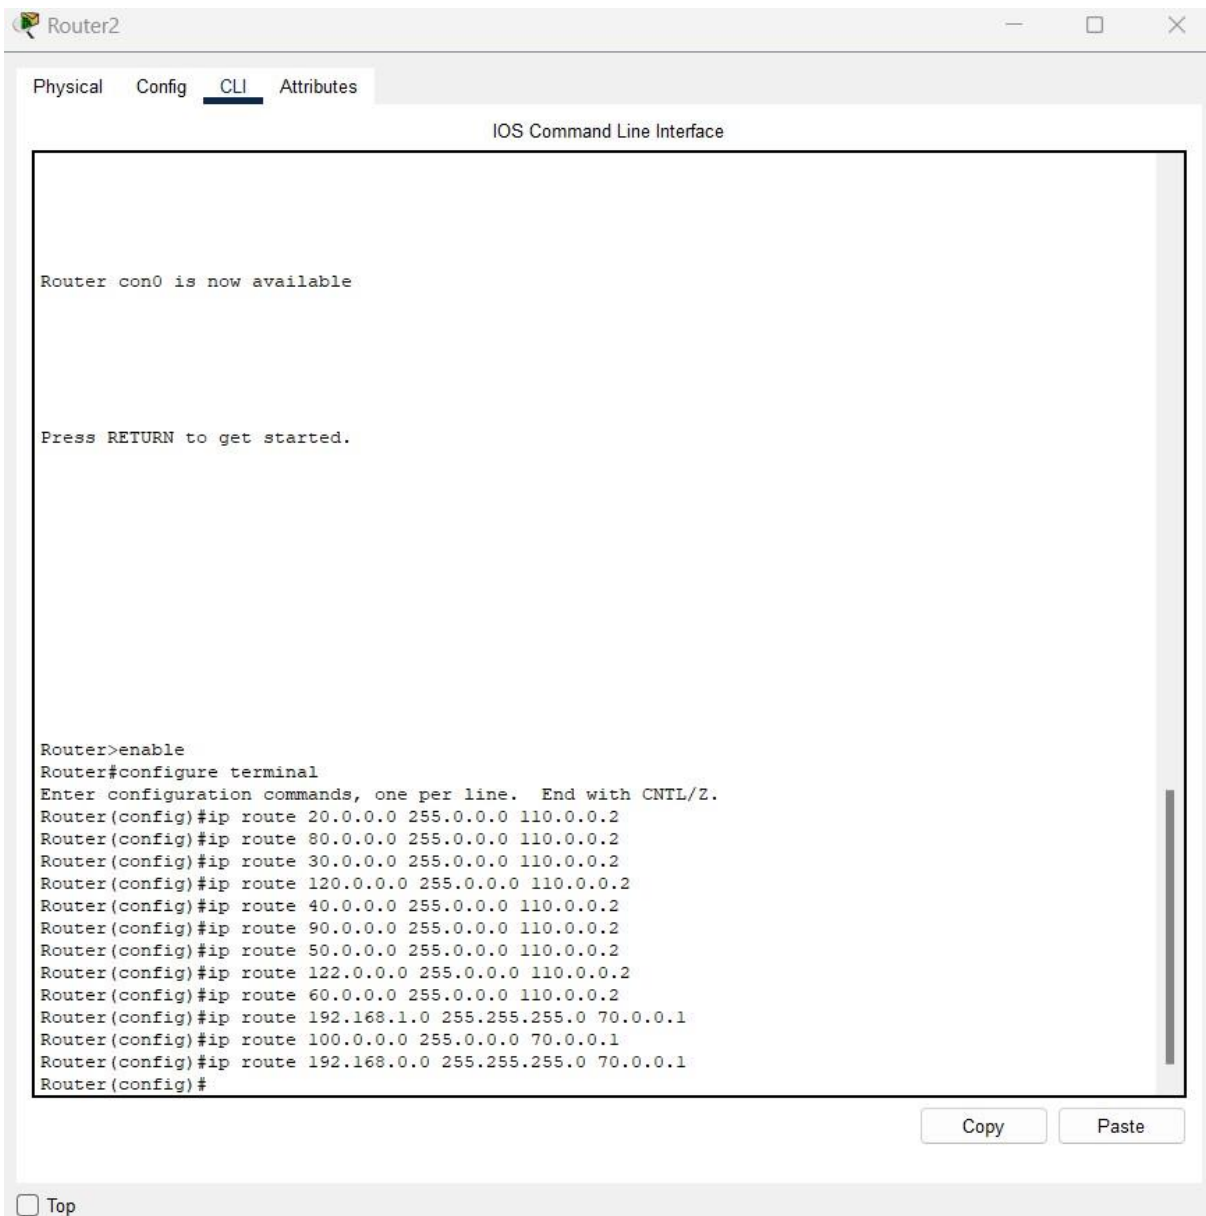 Router2
Physical Config CLI Attributes
IOS Command Line Interface
Router con0 is now available
Press RETURN to get started.
Router>enable
Router#configure terminal
Enter configuration commands, one per line.  End with CNTL/Z.
Router(config)#ip route 20.0.0.0 255.0.0.0 110.0.0.2
Router(config)#ip route 80.0.0.0 255.0.0.0 110.0.0.2
Router(config)#ip route 30.0.0.0 255.0.0.0 110.0.0.2
Router(config)#ip route 120.0.0.0 255.0.0.0 110.0.0.2
Router(config)#ip route 40.0.0.0 255.0.0.0 110.0.0.2
Router(config)#ip route 90.0.0.0 255.0.0.0 110.0.0.2
Router(config)#ip route 50.0.0.0 255.0.0.0 110.0.0.2
Router(config)#ip route 122.0.0.0 255.0.0.0 110.0.0.2
Router(config)#ip route 60.0.0.0 255.0.0.0 110.0.0.2
Router(config)#ip route 192.168.1.0 255.255.255.0 70.0.0.1
Router(config)#ip route 100.0.0.0 255.0.0.0 70.0.0.1
Router(config)#ip route 192.168.0.0 255.255.255.0 70.0.0.1
Router(config)#
Copy Paste
Top